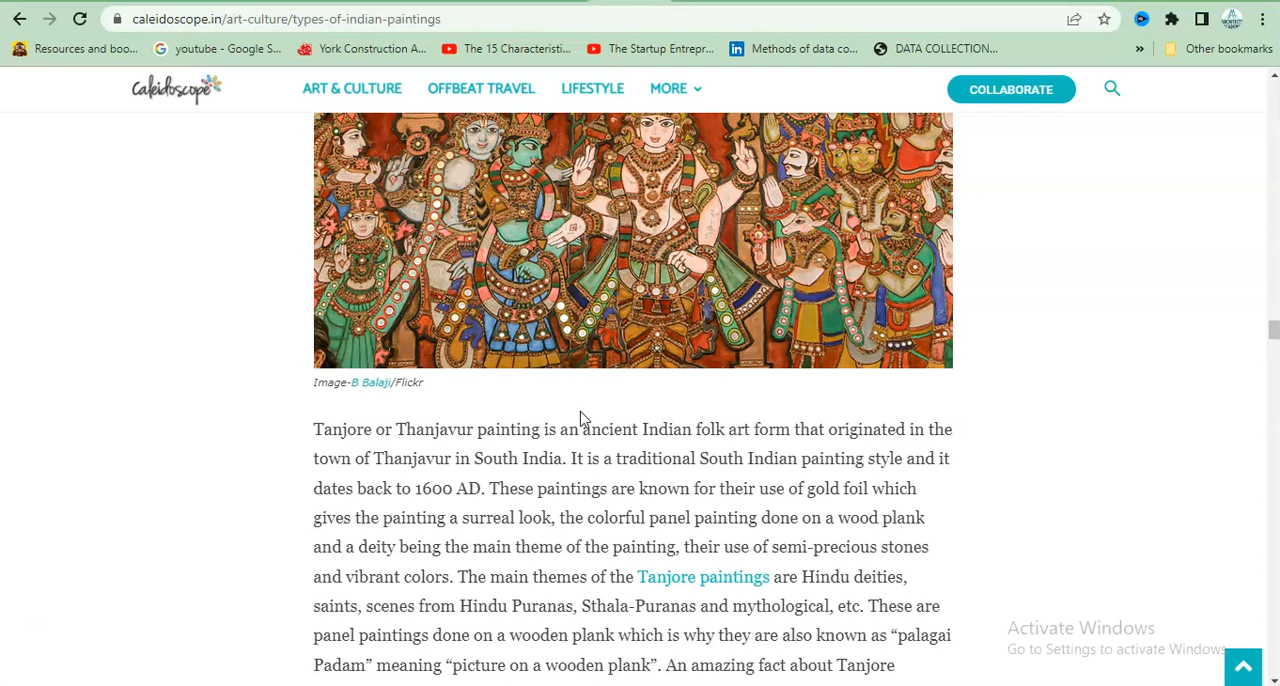 caleidoscope.in/art-culture/types-of-indian-paintings
Resources and boo... youtube - Google S... York Construction A... The 15 Characteristi... The Startup Entrepr... Methods of data co... DATA COLLECTION... » Other bookmarks
Caleidoscope ART & CULTURE OFFBEAT TRAVEL LIFESTYLE MORE COLLABORATE
Image-B Balaji/Flickr
Tanjore or Thanjavur painting is an ancient Indian folk art form that originated in the
town of Thanjavur in South India. It is a traditional South Indian painting style and it
dates back to 1600 AD. These paintings are known for their use of gold foil which
gives the painting a surreal look, the colorful panel painting done on a wood plank
and a deity being the main theme of the painting, their use of semi-precious stones
and vibrant colors. The main themes of the Tanjore paintings are Hindu deities,
saints, scenes from Hindu Puranas, Sthala-Puranas and mythological, etc. These are
panel paintings done on a wooden plank which is why they are also known as “palagai
Padam” meaning “picture on a wooden plank”. An amazing fact about Tanjore
Activate Windows
Go to Settings to activate Windows.